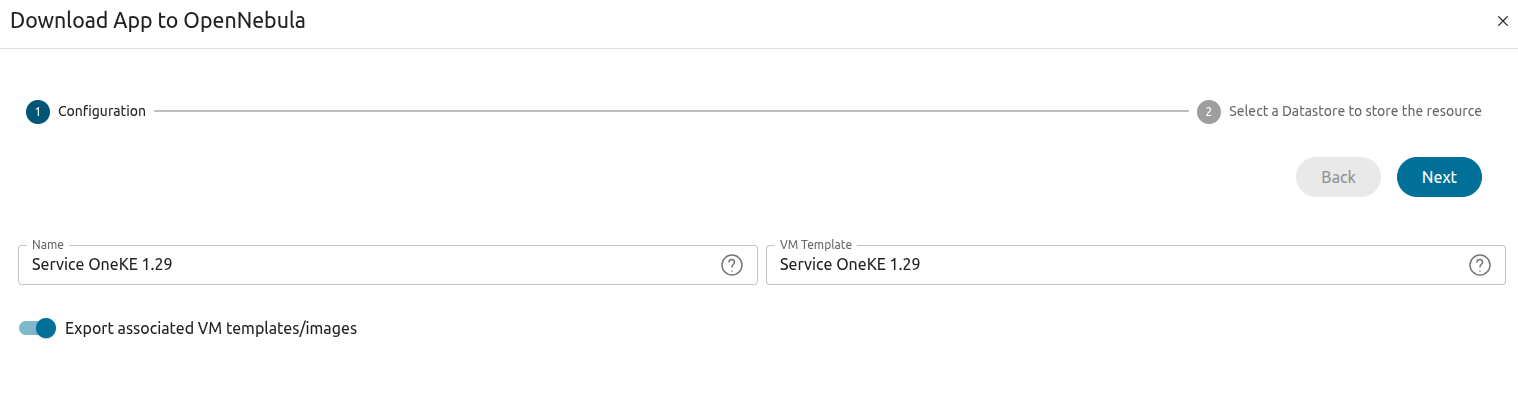 Download App to OpenNebula
1 Configuration
2 Select a Datastore to store the resource
Back Next
Name VM Template
Service OneKE 1.29 ? Service OneKE 1.29 ?
Export associated VM templates/images